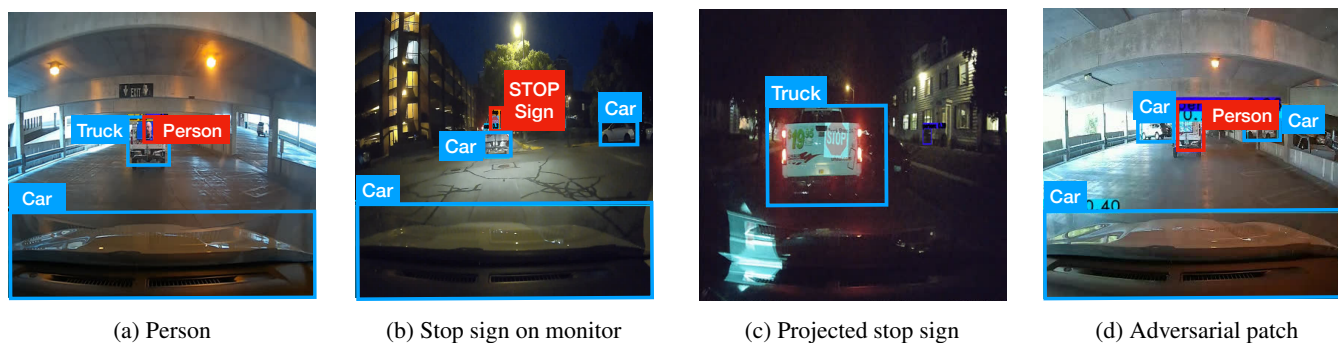 EXIT
Truck
Person
Car
(a) Person
STOP
Sign
Car
Car
Car
(b) Stop sign on monitor
Truck
STOP
(c) Projected stop sign
Car
Person
Car
Car
0.40
(d) Adversarial patch